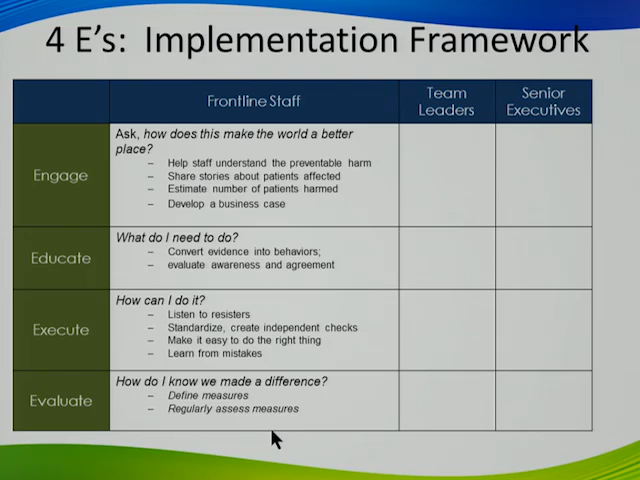 4 E’s:  Implementation Framework
Frontline Staff
Team
Leaders
Senior
Executives
Engage
Ask, how does this make the world a better
place?
– Help staff understand the preventable harm
– Share stories about patients affected
– Estimate number of patients harmed
– Develop a business case
Educate
What do I need to do?
– Convert evidence into behaviors;
– evaluate awareness and agreement
Execute
How can I do it?
– Listen to resisters
– Standardize, create independent checks
– Make it easy to do the right thing
– Learn from mistakes
Evaluate
How do I know we made a difference?
– Define measures
– Regularly assess measures